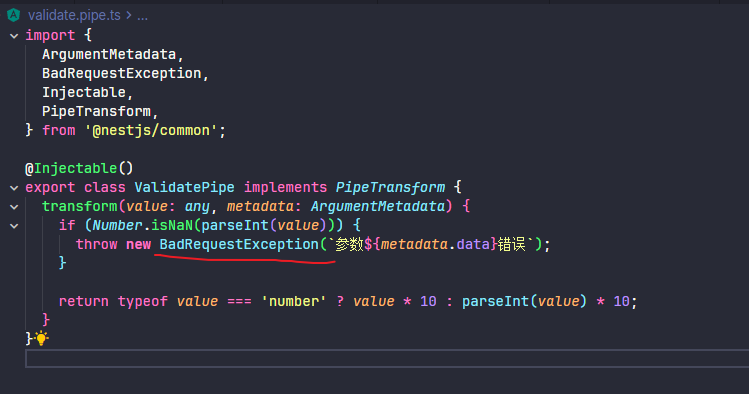 validate.pipe.ts > ...
import {
  ArgumentMetadata,
  BadRequestException,
  Injectable,
  PipeTransform,
} from '@nestjs/common';
@Injectable()
export class ValidatePipe implements PipeTransform {
  transform(value: any, metadata: ArgumentMetadata) {
    if (Number.isNaN(parseInt(value))) {
      throw new BadRequestException(`参数${metadata.data}错误`);
    }
    return typeof value === 'number' ? value * 10 : parseInt(value) * 10;
  }
}